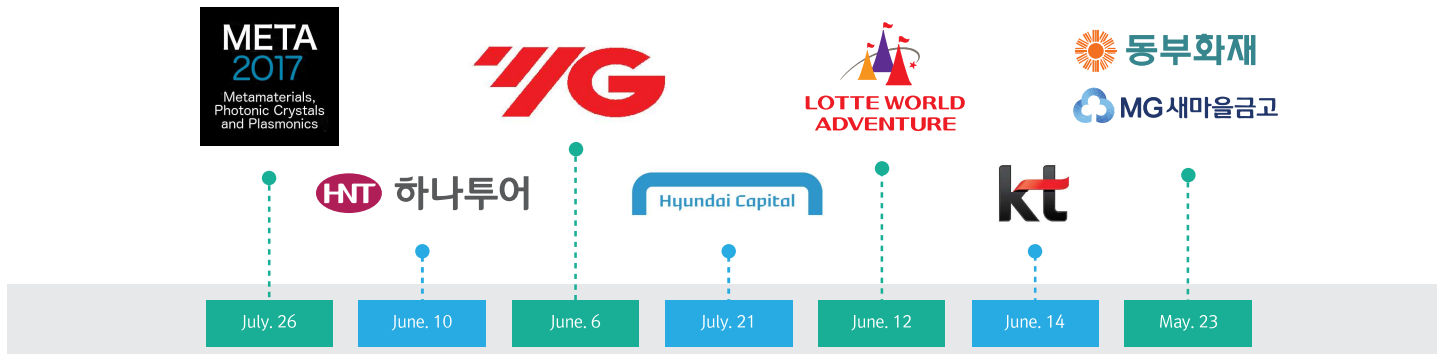 META
2017
Metamaterials,
Photonic Crystals
and Plasmonics
HNT 하나투어
YG
Hyundai Capital
LOTTE WORLD
ADVENTURE
kt
동부화재
MG새마을금고
July. 26
June. 10
June. 6
July. 21
June. 12
June. 14
May. 23